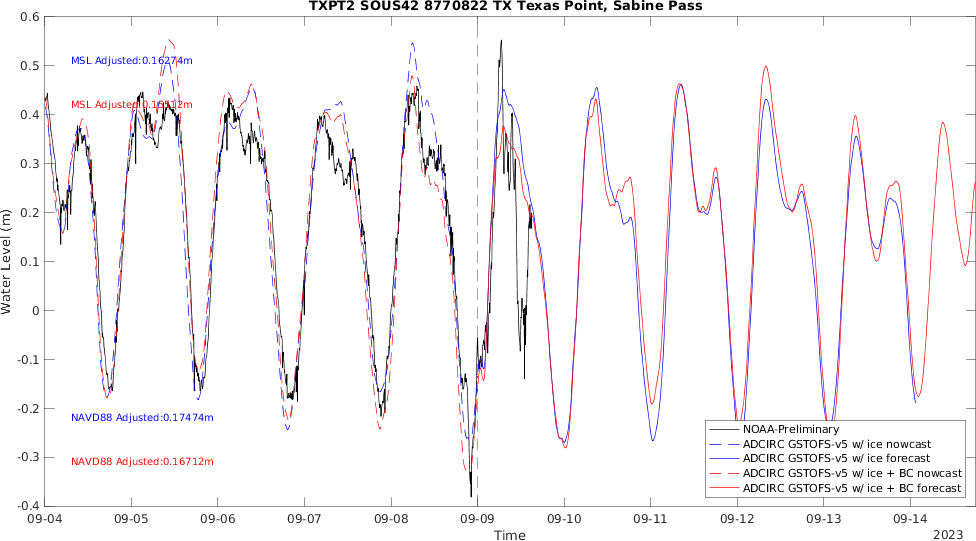 TXPT2 SOUS42 8770822 TX Texas Point, Sabine Pass
0.6
0.5
0.4
0.3
0.2
0.1
0
-0.1
-0.2
-0.3
-0.4
Water Level (m)
MSL Adjusted:0.16274m
MSL Adjusted:0.15512m
NAVD88 Adjusted:0.17474m
NAVD88 Adjusted:0.16712m
NOAA-Preliminary
ADCIRC GSTOFS-v5 w/ ice nowcast
ADCIRC GSTOFS-v5 w/ ice forecast
ADCIRC GSTOFS-v5 w/ ice + BC nowcast
ADCIRC GSTOFS-v5 w/ ice + BC forecast
09-04 09-05 09-06 09-07 09-08 09-09 09-10 09-11 09-12 09-13 09-14
Time
2023